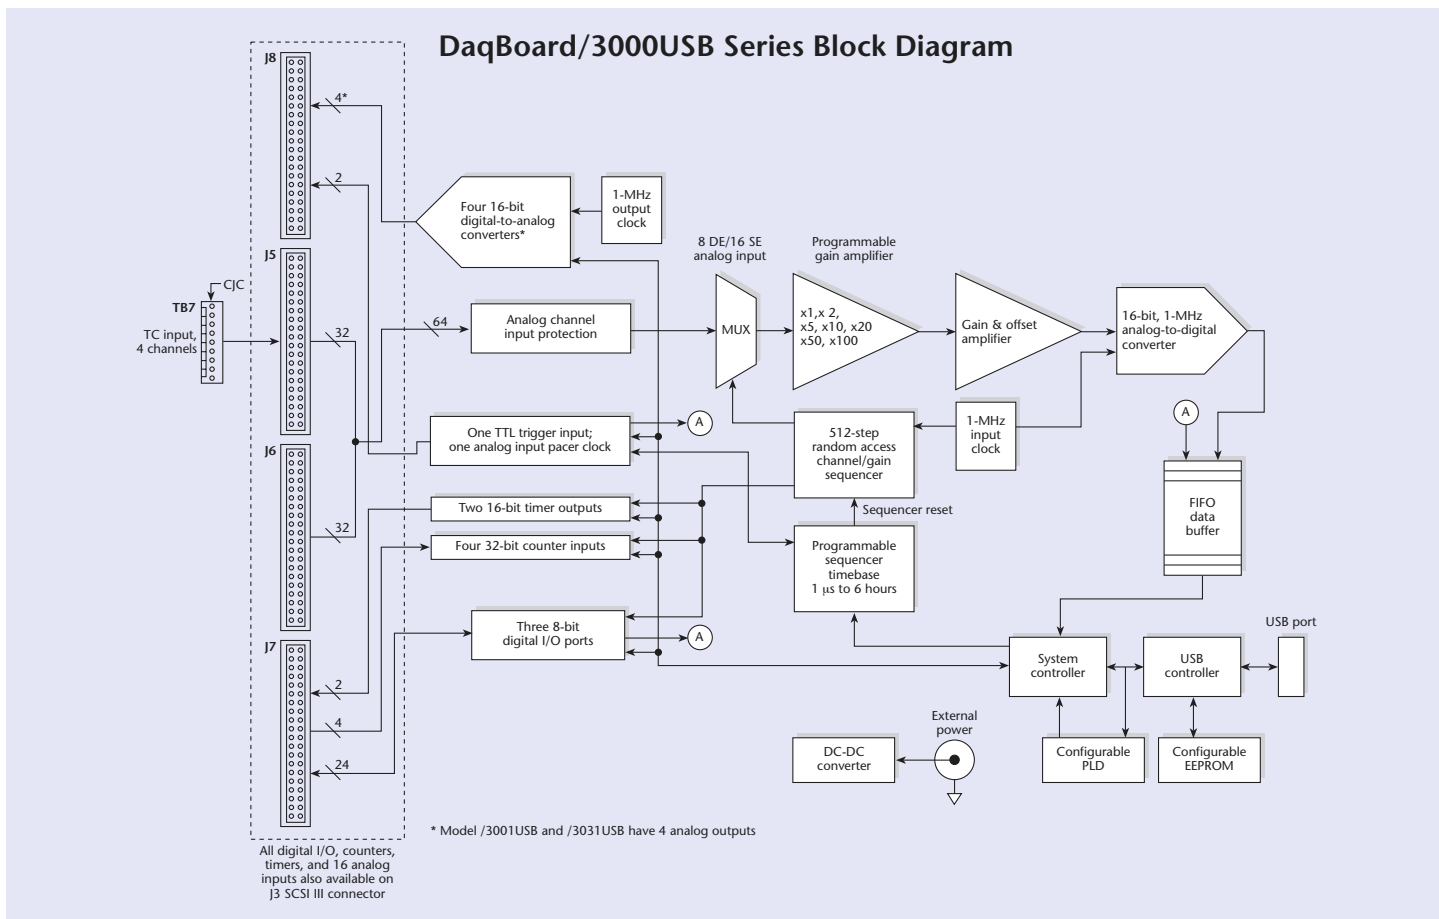 DaqBoard/3000USB Series Block Diagram
J8
4*
2
Four 16-bit
digital-to-analog
converters*
1-MHz
output
clock
J5
CJC
TB7
TC input,
4 channels
32
64
Analog channel
input protection
8 DE/16 SE
analog input
MUX
Programmable
gain amplifier
x1,x 2,
x5, x10, x20
x50, x100
Gain & offset
amplifier
16-bit, 1-MHz
analog-to-digital
converter
One TTL trigger input;
one analog input pacer clock
A
512-step
random access
channel/gain
sequencer
1-MHz
input
clock
A
J6
32
Two 16-bit timer outputs
Four 32-bit counter inputs
Sequencer reset
Programmable
sequencer
timebase
1 µs to 6 hours
FIFO
data
buffer
Three 8-bit
digital I/O ports
A
J7
2
4
24
System
controller
USB
controller
USB port
External
power
DC-DC
converter
Configurable
PLD
Configurable
EEPROM
* Model /3001USB and /3031USB have 4 analog outputs
All digital I/O, counters,
timers, and 16 analog
inputs also available on
J3 SCSI III connector